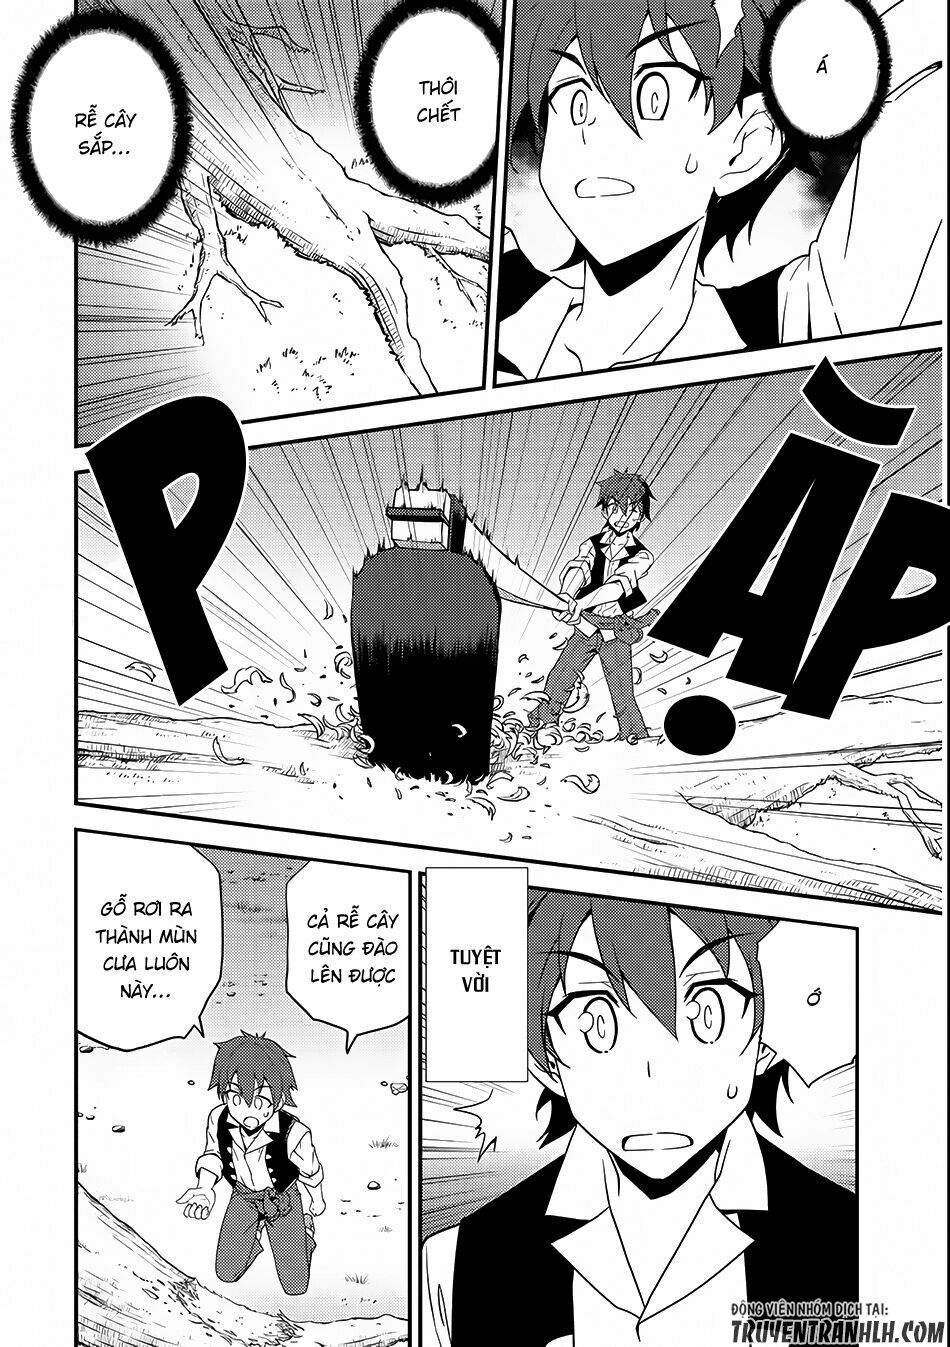 Á
THÔI
CHẾT
RỄ CÂY
SẮP...
PẶP
Ớ
TUYỆT
VỜI
CẢ RỄ CÂY
CŨNG ĐÀO
LÊN ĐƯỢC
GỖ RƠI RA
THÀNH MÙN
CƯA LUÔN
NÀY...
ĐỘNG VIÊN NHÓM DỊCH TẠI:
TRUYENTRANHLH.COM